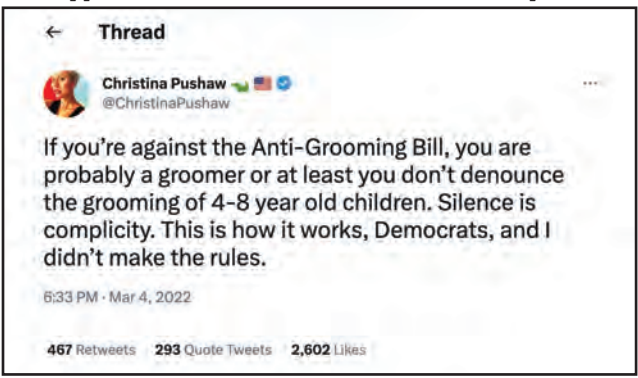 ← Thread
Christina Pushaw 🐊 🇺🇸
@ChristinaPushaw
...
If you're against the Anti-Grooming Bill, you are
probably a groomer or at least you don't denounce
the grooming of 4-8 year old children. Silence is
complicity. This is how it works, Democrats, and I
didn't make the rules.
6:33 PM · Mar 4, 2022
467 Retweets 293 Quote Tweets 2,602 Likes